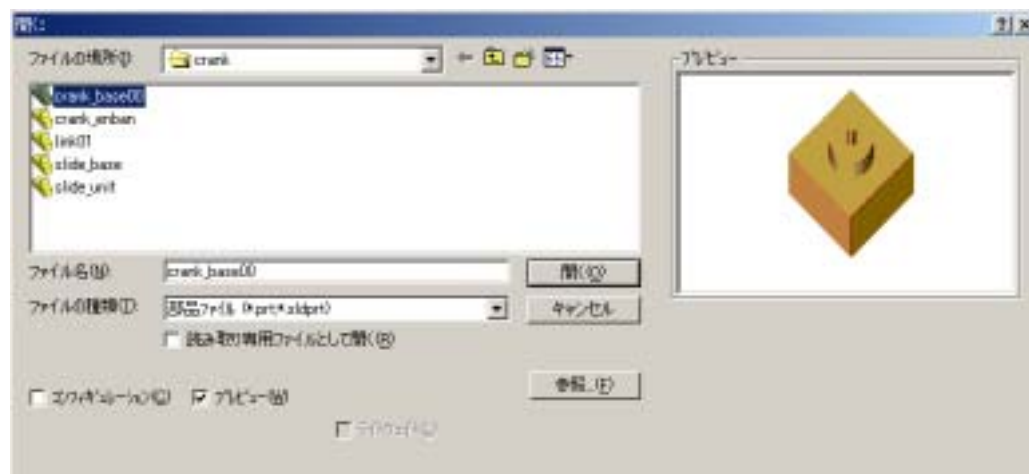 開く
ファイルの場所(I): crank
プレビュー
crank_base00
crank_enban
link01
slide_base
slide_unit
ファイル名(N): crank_base00 開く(O)
ファイルの種類(T): 部品ファイル (*.prt;*.sldprt) キャンセル
読み取り専用ファイルとして開く(R)
参照...(F)
コンフィギュレーション(C) プレビュー(W)